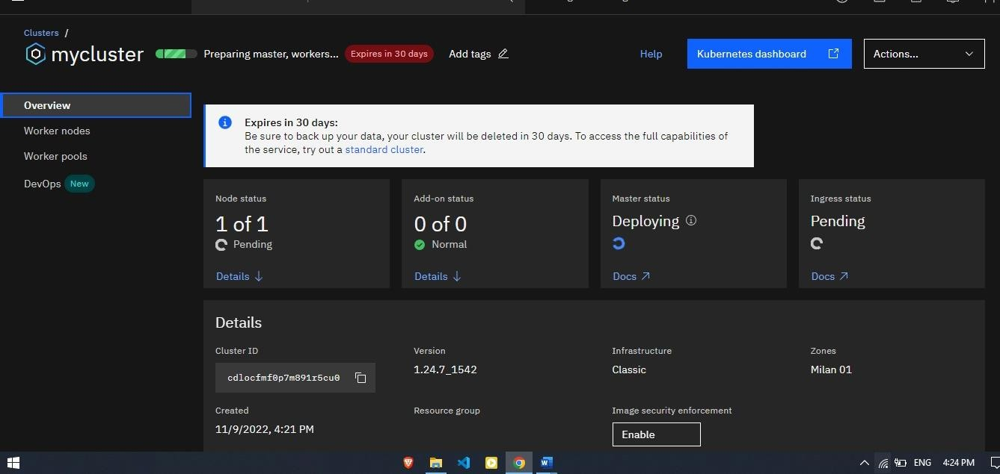 Clusters /
mycluster
Preparing master, workers...
Expires in 30 days
Add tags
Help
Kubernetes dashboard
Actions...
Overview
Worker nodes
Worker pools
DevOps New
Expires in 30 days:
Be sure to back up your data, your cluster will be deleted in 30 days. To access the full capabilities of
the service, try out a standard cluster.
Node status
1 of 1
Pending
Details
Add-on status
0 of 0
Normal
Details
Master status
Deploying
Docs
Ingress status
Pending
Docs
Details
Cluster ID
cdlocfmf0p7m891r5cu0
Version
1.24.7_1542
Infrastructure
Classic
Zones
Milan 01
Created
11/9/2022, 4:21 PM
Resource group
Image security enforcement
Enable
ENG
4:24 PM